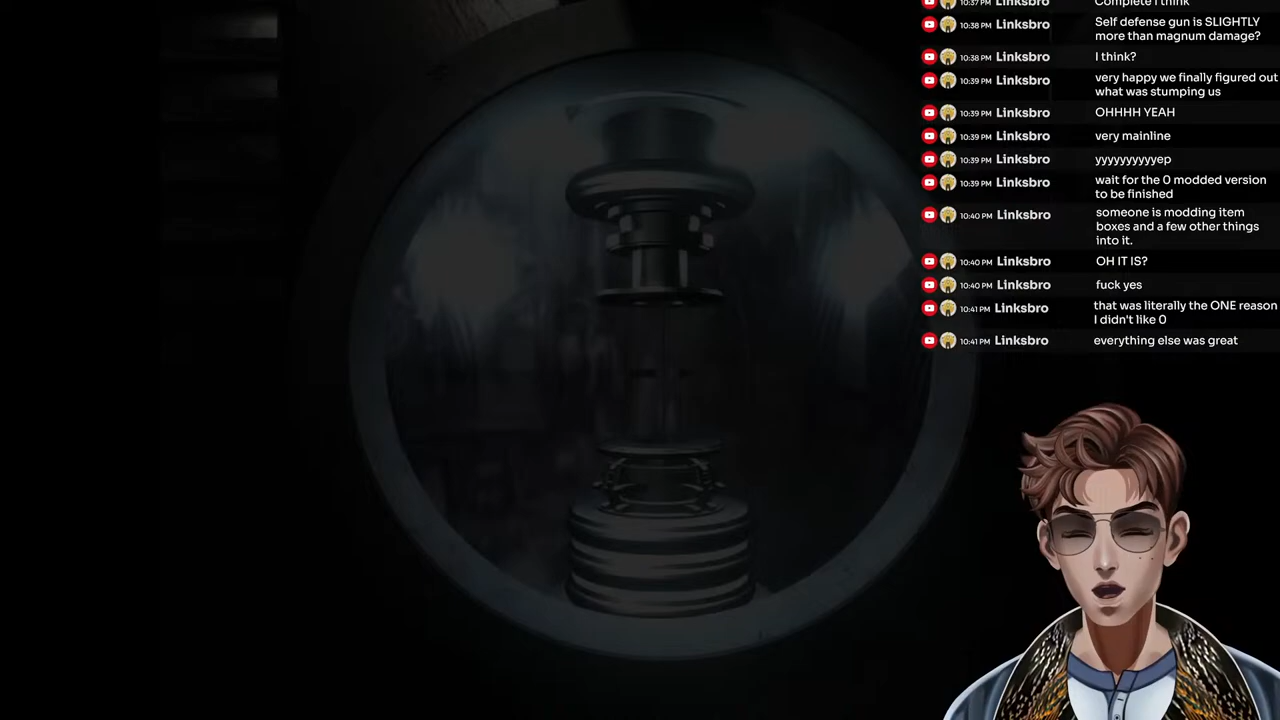 10:37 PM Linksbro Complete I think
10:38 PM Linksbro Self defense gun is SLIGHTLY
more than magnum damage?
10:38 PM Linksbro I think?
10:39 PM Linksbro very happy we finally figured out
what was stumping us
10:39 PM Linksbro OHHHH YEAH
10:39 PM Linksbro very mainline
10:39 PM Linksbro yyyyyyyyyyep
10:39 PM Linksbro wait for the 0 modded version
to be finished
10:40 PM Linksbro someone is modding item
boxes and a few other things
into it.
10:40 PM Linksbro OH IT IS?
10:40 PM Linksbro fuck yes
10:41 PM Linksbro that was literally the ONE reason
I didn't like 0
10:41 PM Linksbro everything else was great